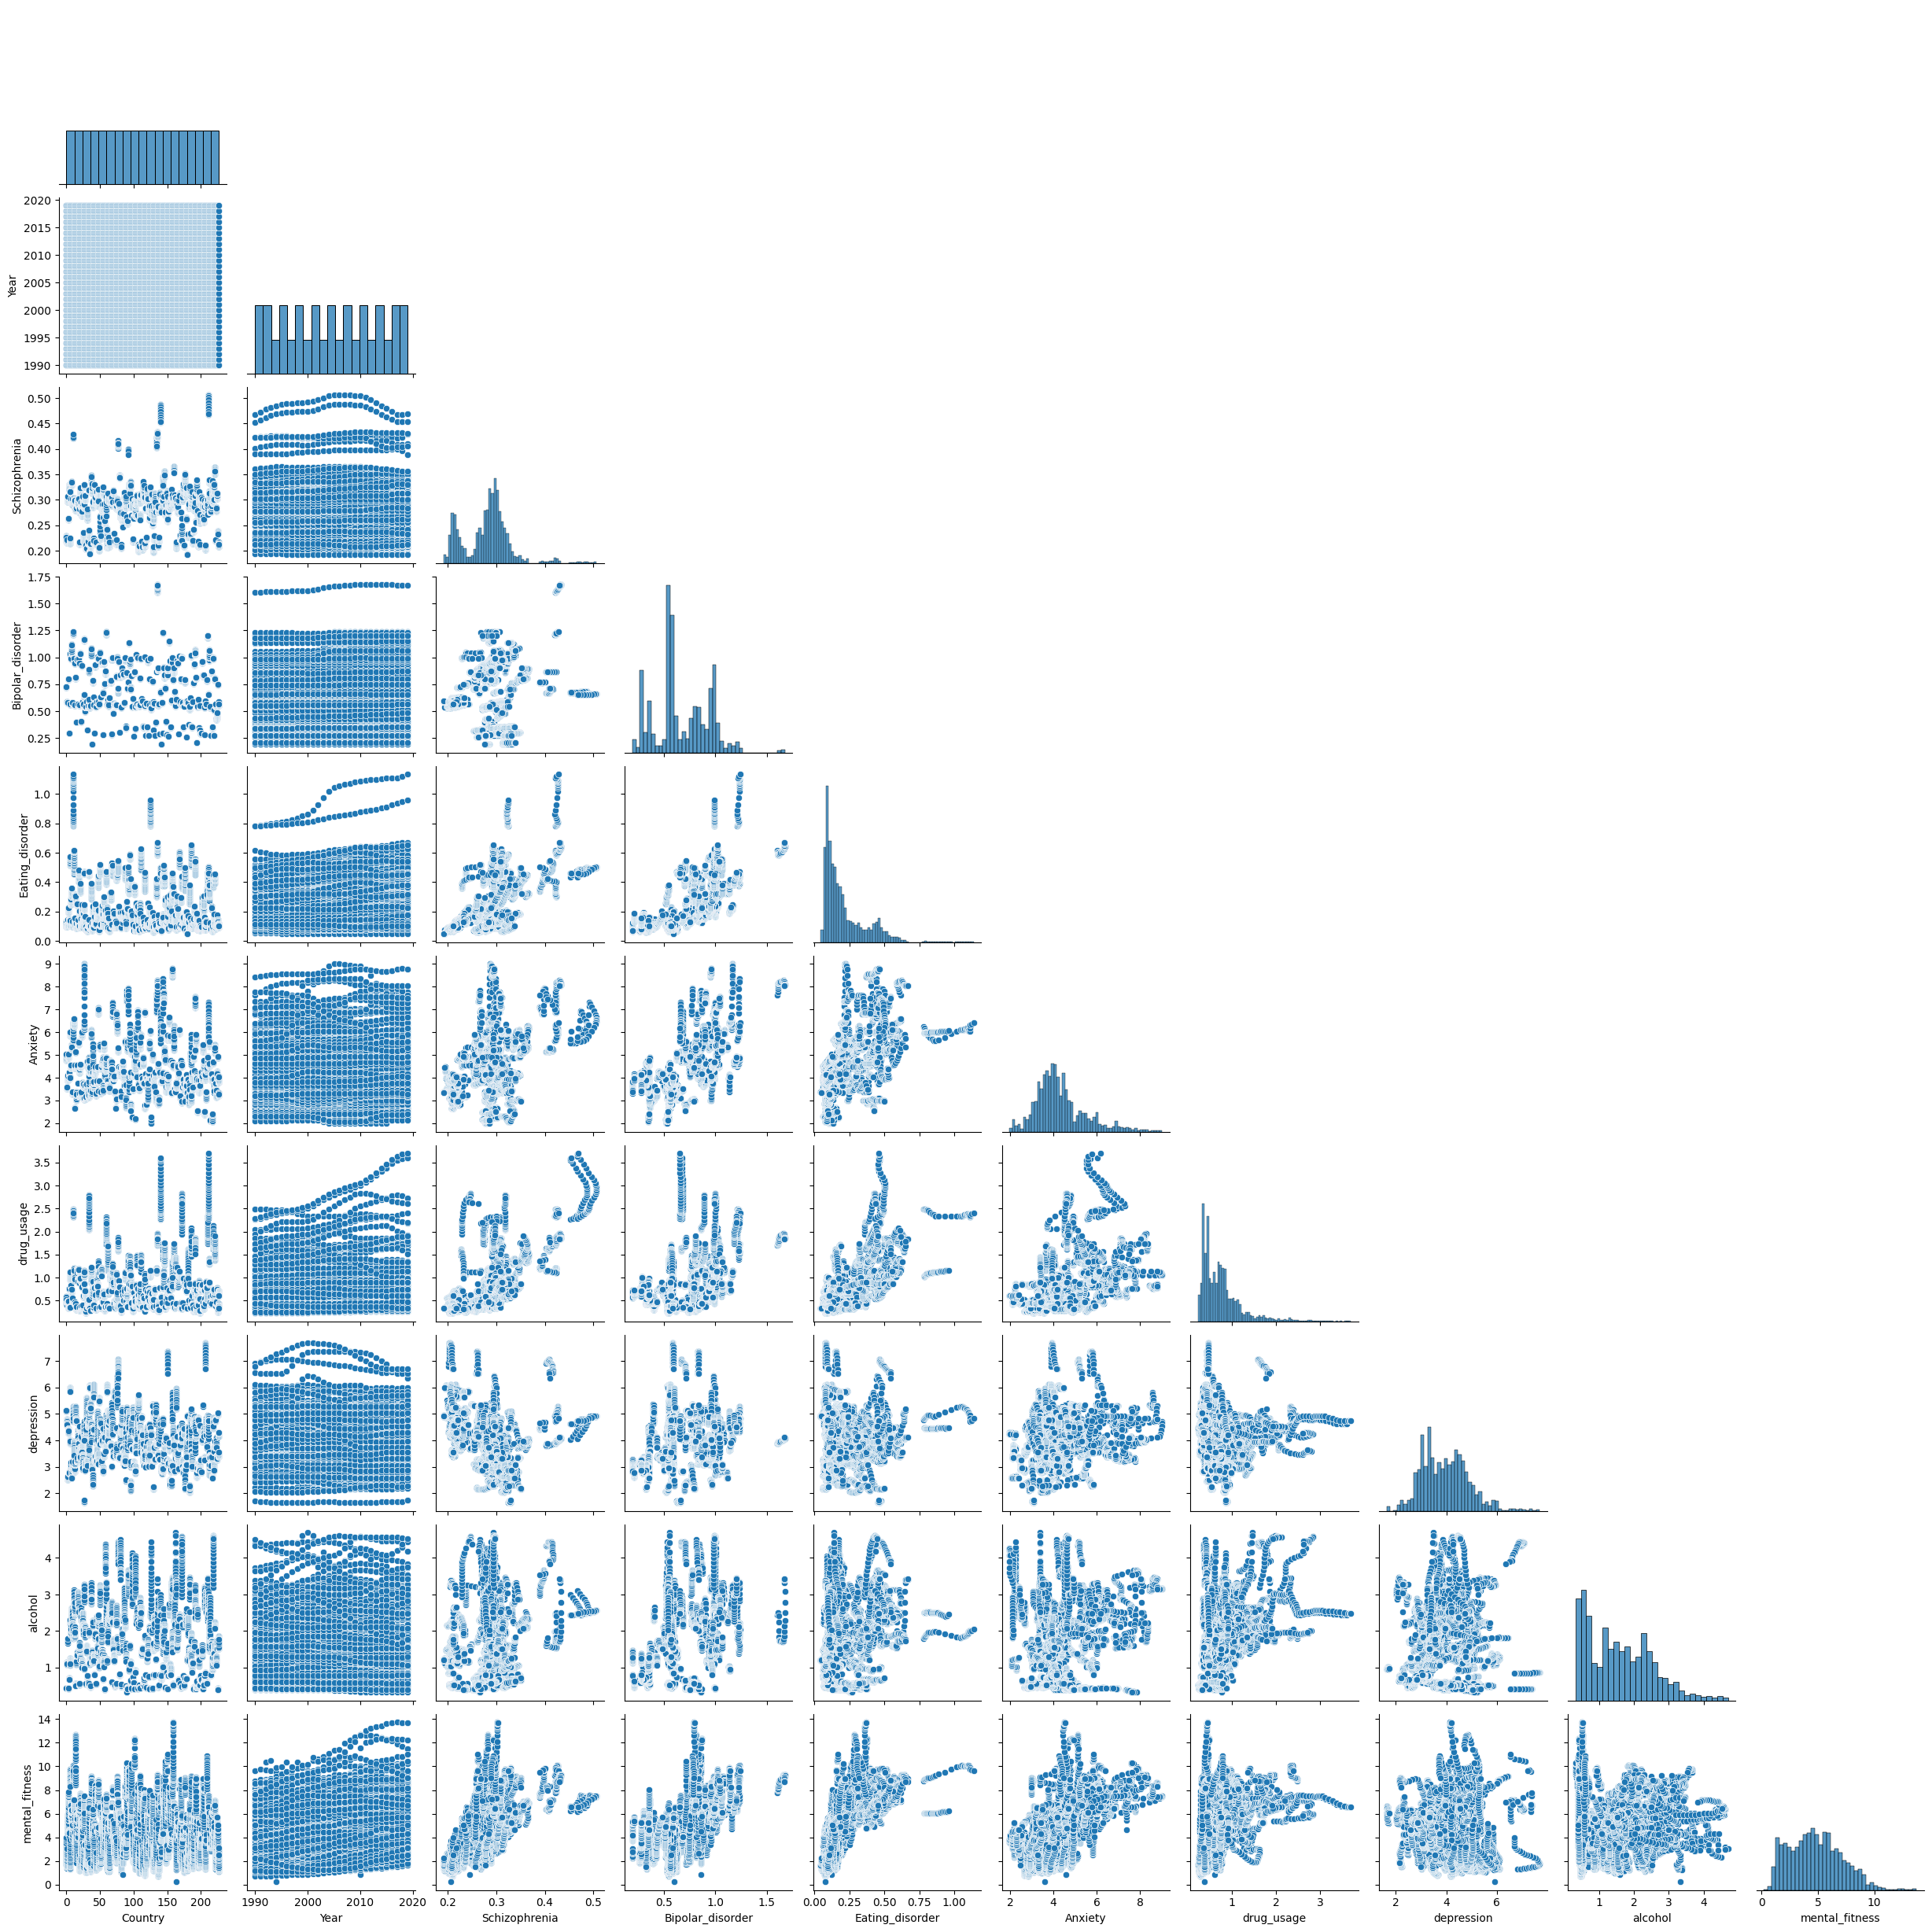 2020
2015
2010
2005
2000
1995
1990
Year
0.50
0.45
0.40
0.35
0.30
0.25
0.20
Schizophrenia
1.75
1.50
1.25
1.00
0.75
0.50
0.25
Bipolar_disorder
1.0
0.8
0.6
0.4
0.2
0.0
Eating_disorder
9
8
7
6
5
4
3
2
Anxiety
3.5
3.0
2.5
2.0
1.5
1.0
0.5
drug_usage
7
6
5
4
3
2
depression
4
3
2
1
alcohol
14
12
10
8
6
4
2
0
mental_fitness
0 50 100 150 200
Country
1990 2000 2010 2020
Year
0.2 0.3 0.4 0.5
Schizophrenia
0.5 1.0 1.5
Bipolar_disorder
0.00 0.25 0.50 0.75 1.00
Eating_disorder
2 4 6 8
Anxiety
1 2 3
drug_usage
2 4 6
depression
1 2 3 4
alcohol
0 5 10
mental_fitness